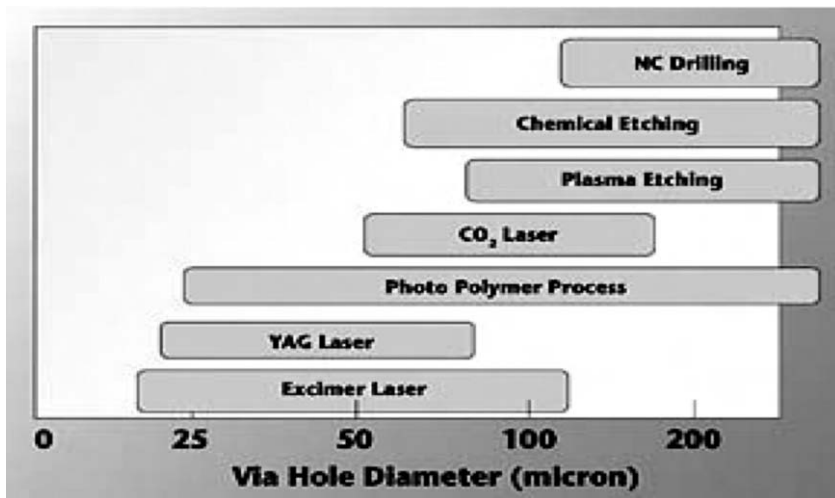 NC Drilling
Chemical Etching
Plasma Etching
CO₂ Laser
Photo Polymer Process
YAG Laser
Excimer Laser
0 25 50 100 200
Via Hole Diameter (micron)